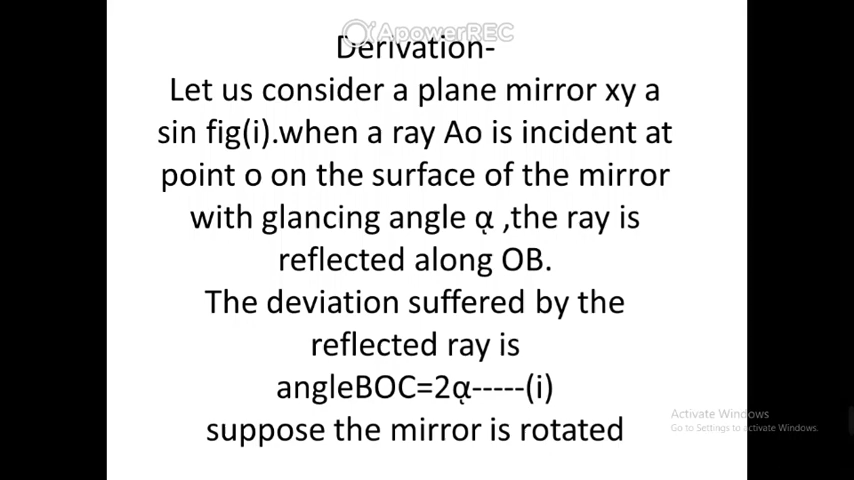 ApowerREC
Derivation-
Let us consider a plane mirror xy a
sin fig(i).when a ray Ao is incident at
point o on the surface of the mirror
with glancing angle ᾳ ,the ray is
reflected along OB.
The deviation suffered by the
reflected ray is
angleBOC=2ᾳ-----(i)
suppose the mirror is rotated
Activate Windows
Go to Settings to activate Windows.